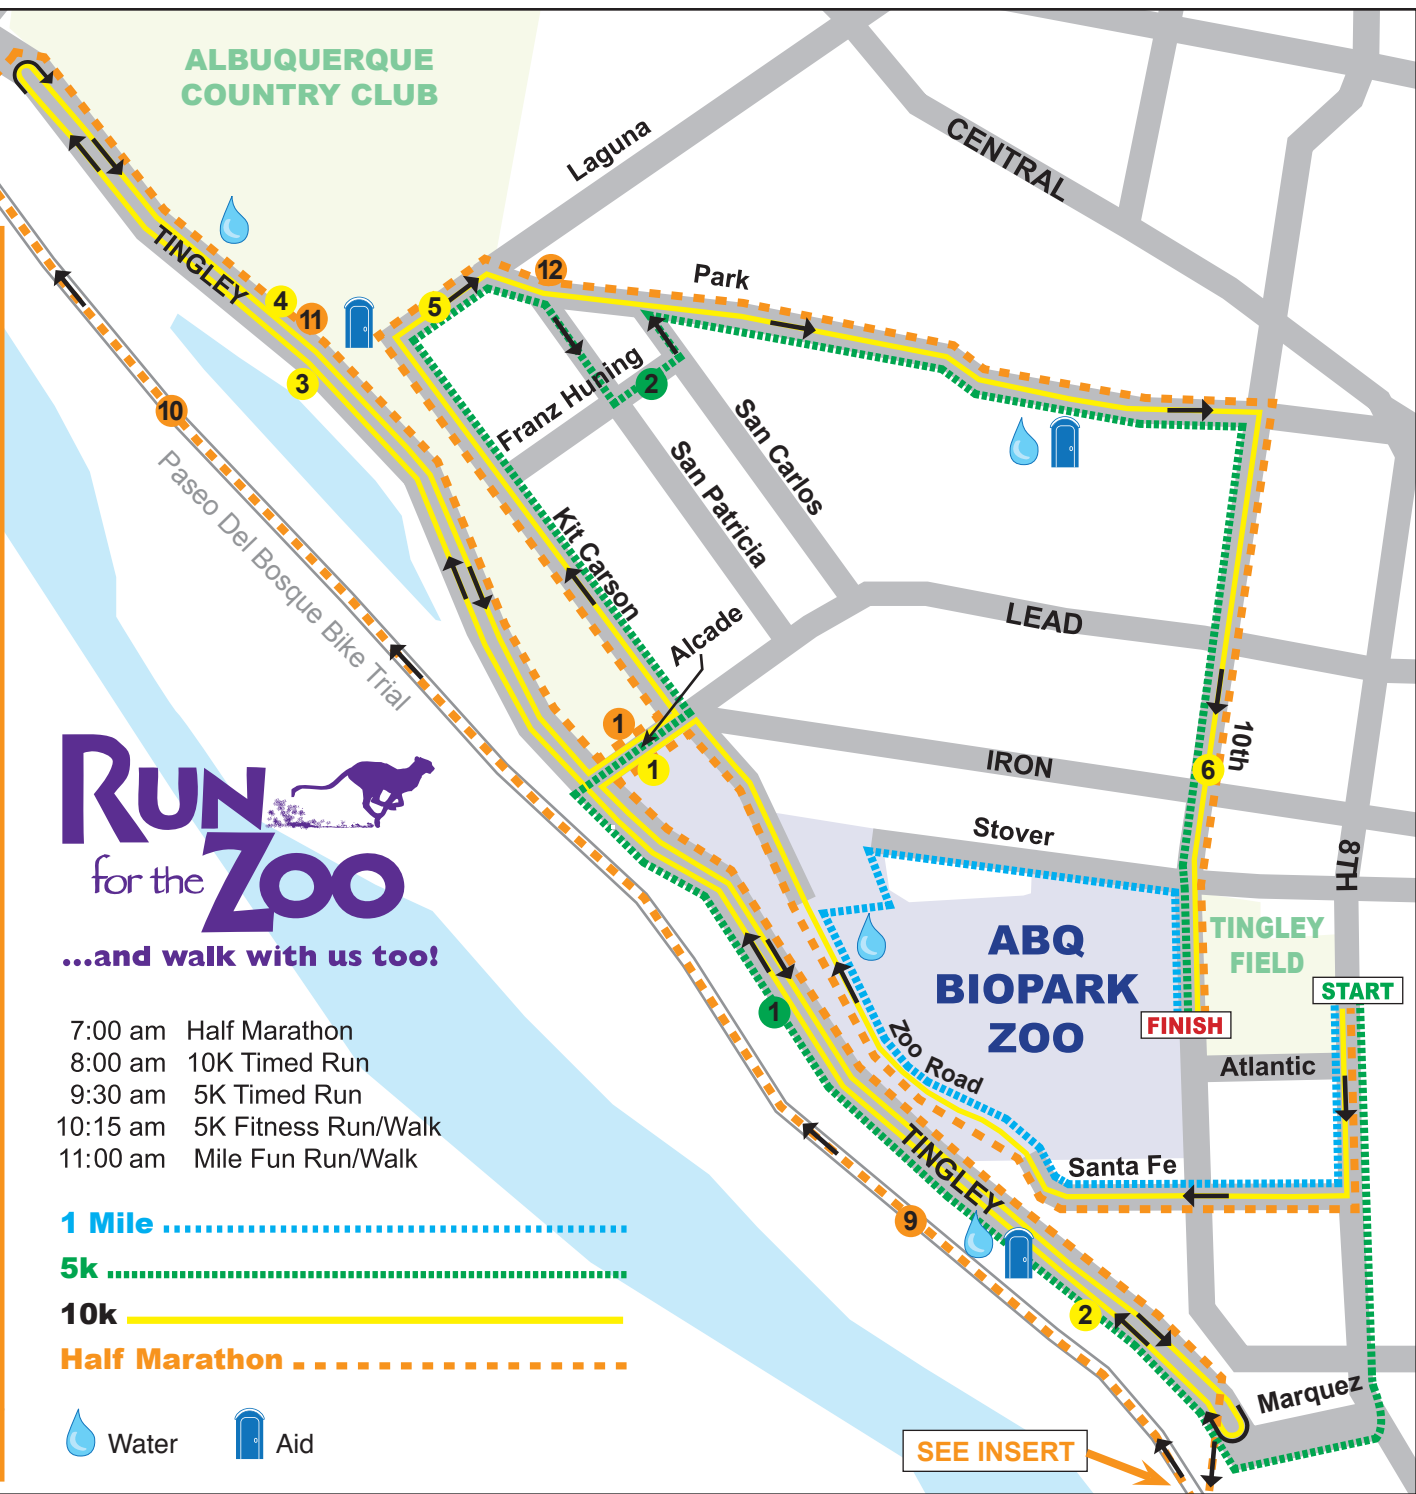 ALBUQUERQUE
COUNTRY CLUB
Laguna
CENTRAL
TINGLEY
4
11
3
5
12
Park
10
Franz Huning
2
San Carlos
San Patricia
Paseo Del Bosque Bike Trial
Kit Carson
Alcade
LEAD
1
1
IRON
10th
6
Stover
8TH
RUN
for the ZOO
...and walk with us too!
ABQ
BIOPARK
ZOO
TINGLEY
FIELD
START
FINISH
1
Zoo Road
Atlantic
7:00 am Half Marathon
8:00 am 10K Timed Run
9:30 am 5K Timed Run
10:15 am 5K Fitness Run/Walk
11:00 am Mile Fun Run/Walk
TINGLEY
Santa Fe
9
2
1 Mile
5k
10k
Half Marathon
Marquez
Water
Aid
SEE INSERT